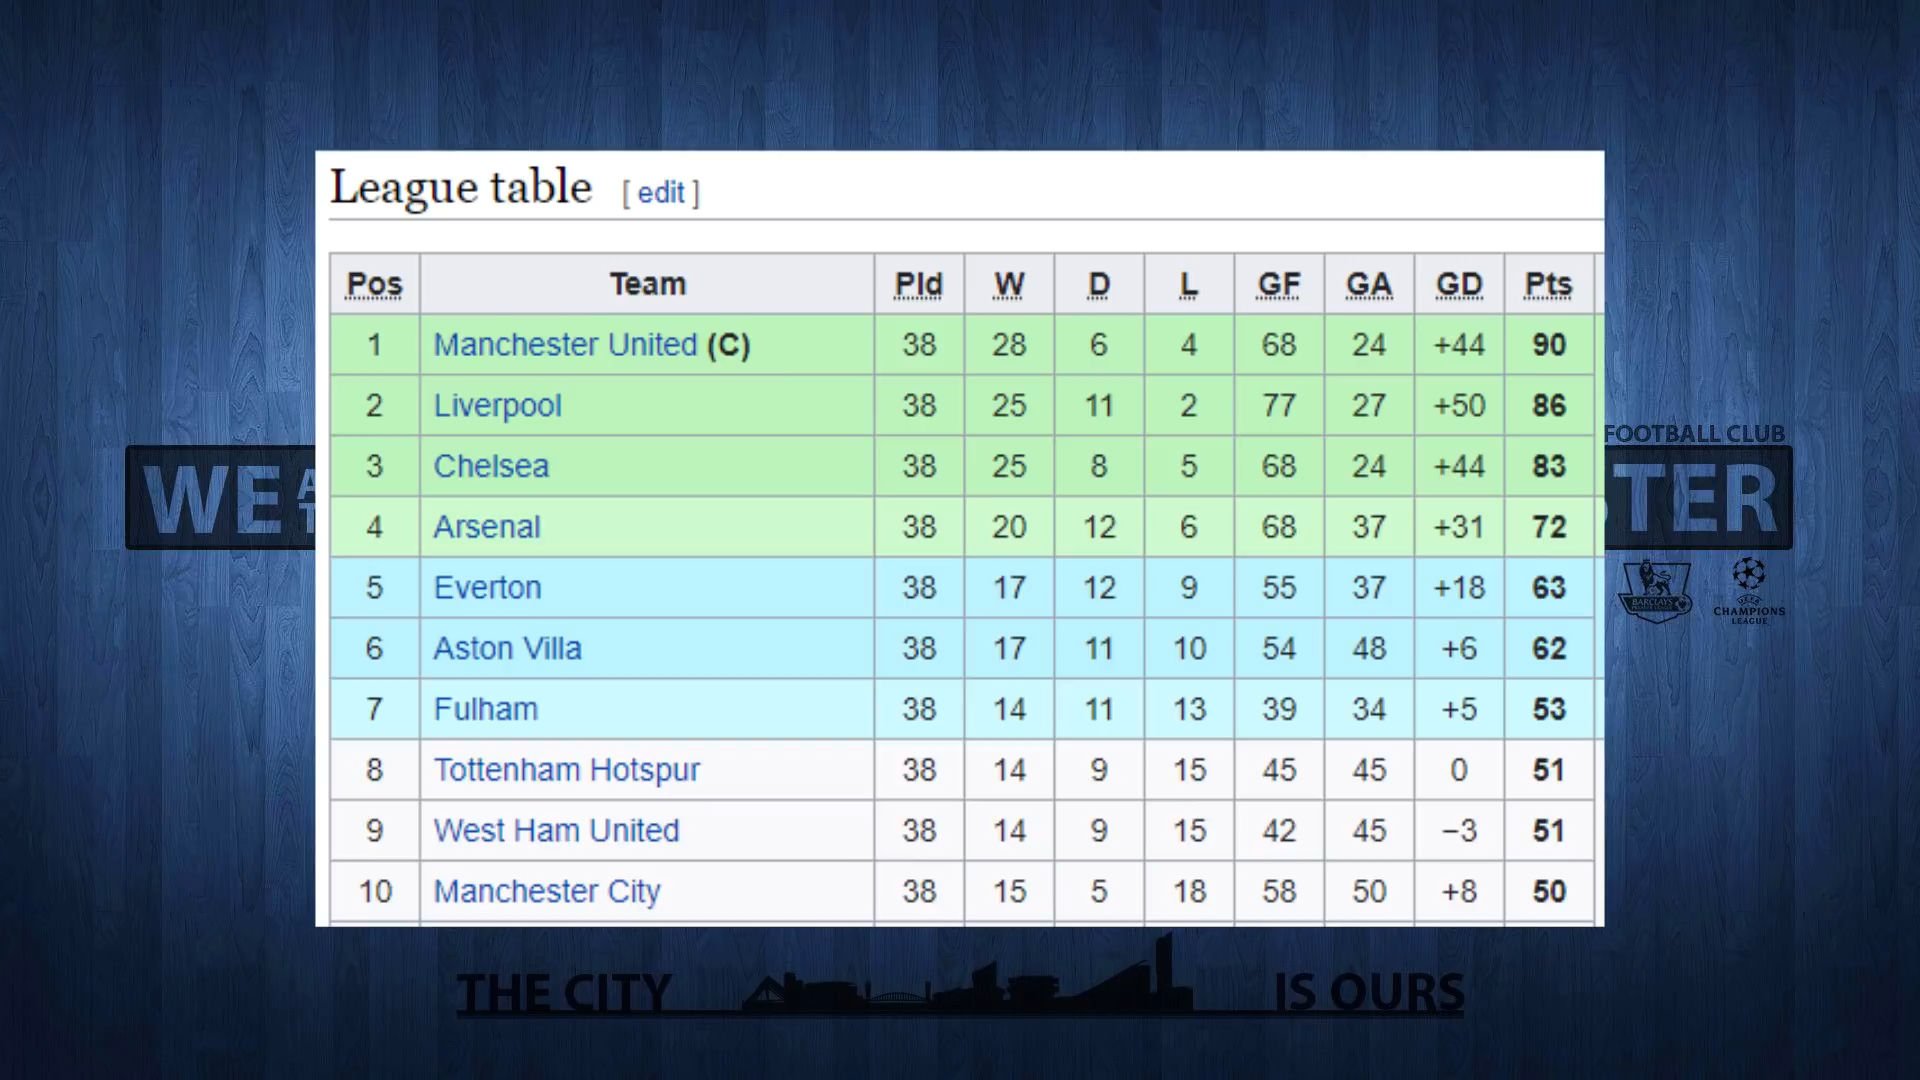 League table [ edit ]
Pos Team Pld W D L GF GA GD Pts
1 Manchester United (C) 38 28 6 4 68 24 +44 90
2 Liverpool 38 25 11 2 77 27 +50 86
3 Chelsea 38 25 8 5 68 24 +44 83
4 Arsenal 38 20 12 6 68 37 +31 72
5 Everton 38 17 12 9 55 37 +18 63
6 Aston Villa 38 17 11 10 54 48 +6 62
7 Fulham 38 14 11 13 39 34 +5 53
8 Tottenham Hotspur 38 14 9 15 45 45 0 51
9 West Ham United 38 14 9 15 42 45 −3 51
10 Manchester City 38 15 5 18 58 50 +8 50
FOOTBALL CLUB
WE
TER
BARCLAYS
UEFA
CHAMPIONS
LEAGUE
THE CITY IS OURS